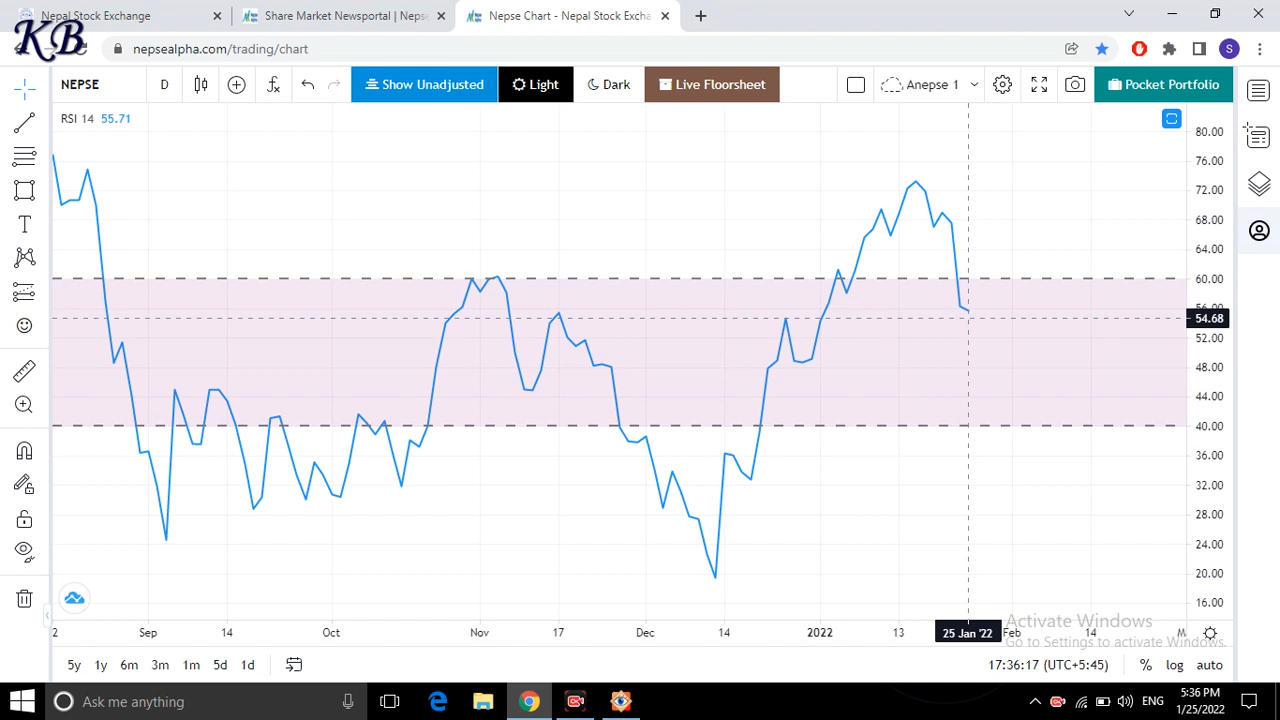 Nepal Stock Exchange
Share Market Newsportal | Nepse
Nepse Chart - Nepal Stock Excha
KB
nepsealpha.com/trading/chart
S
NEPSE
D
Show Unadjusted
Light
Dark
Live Floorsheet
Anepse 1
Pocket Portfolio
RSI 14 55.71
80.00
76.00
72.00
68.00
64.00
60.00
56.00
54.68
52.00
48.00
44.00
40.00
36.00
32.00
28.00
24.00
20.00
16.00
2
Sep
14
Oct
Nov
17
Dec
14
2022
13
25 Jan '22
Feb
14
M
Activate Windows
Go to Settings to activate Windows.
5y
1y
6m
3m
1m
5d
1d
17:36:17 (UTC+5:45)
%
log
auto
Ask me anything
ENG
5:36 PM
1/25/2022